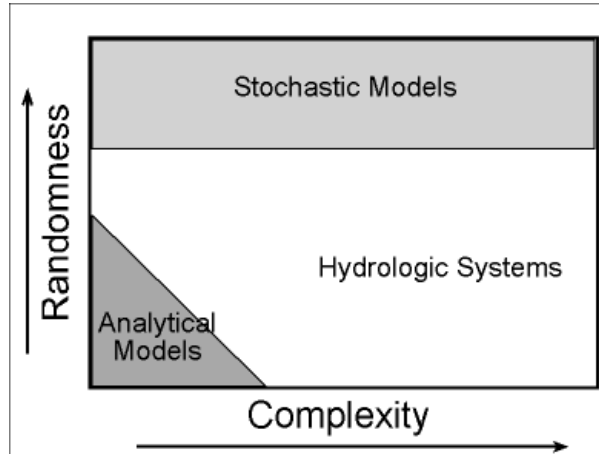 Stochastic Models
Randomness
Hydrologic Systems
Analytical
Models
Complexity